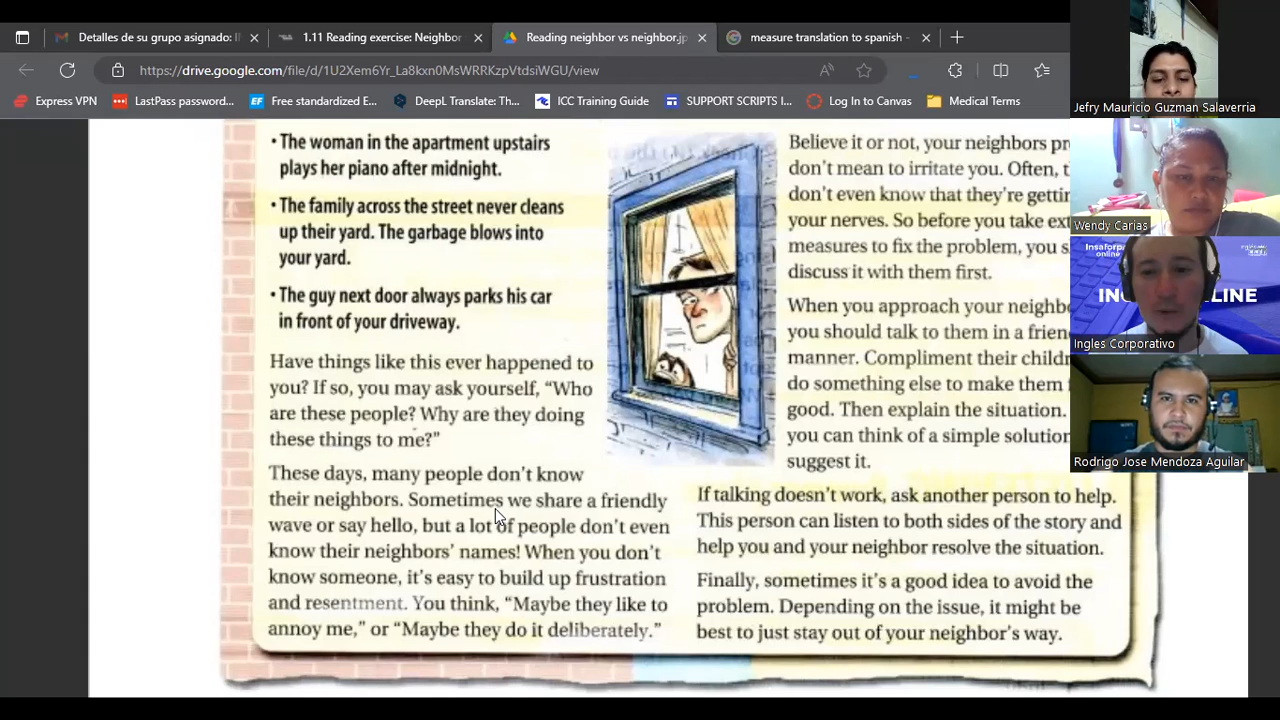 Detalles de su grupo asignado: II
1.11 Reading exercise: Neighbor
Reading neighbor vs neighbor.jp
measure translation to spanish -
https://drive.google.com/file/d/1U2Xem6Yr_La8kxn0MsWRRKzpVtdsiWGU/view
Express VPN
LastPass password...
Free standardized E...
DeepL Translate: Th...
ICC Training Guide
SUPPORT SCRIPTS I...
Log In to Canvas
Medical Terms
• The woman in the apartment upstairs
plays her piano after midnight.
• The family across the street never cleans
up their yard. The garbage blows into
your yard.
• The guy next door always parks his car
in front of your driveway.
Have things like this ever happened to
you? If so, you may ask yourself, “Who
are these people? Why are they doing
these things to me?”
These days, many people don’t know
their neighbors. Sometimes we share a friendly
wave or say hello, but a lot of people don’t even
know their neighbors’ names! When you don’t
know someone, it’s easy to build up frustration
and resentment. You think, “Maybe they like to
annoy me,” or “Maybe they do it deliberately.”
Believe it or not, your neighbors pr
don’t mean to irritate you. Often, t
don’t even know that they’re gettin
your nerves. So before you take ext
measures to fix the problem, you s
discuss it with them first.
When you approach your neighbo
you should talk to them in a frien
manner. Compliment their child
do something else to make them
good. Then explain the situation.
you can think of a simple solution
suggest it.
If talking doesn’t work, ask another person to help.
This person can listen to both sides of the story and
help you and your neighbor resolve the situation.
Finally, sometimes it’s a good idea to avoid the
problem. Depending on the issue, it might be
best to just stay out of your neighbor’s way.
Jefry Mauricio Guzman Salaverria
Wendy Carias
Insaforp
online
ING
LINE
Ingles Corporativo
Rodrigo Jose Mendoza Aguilar